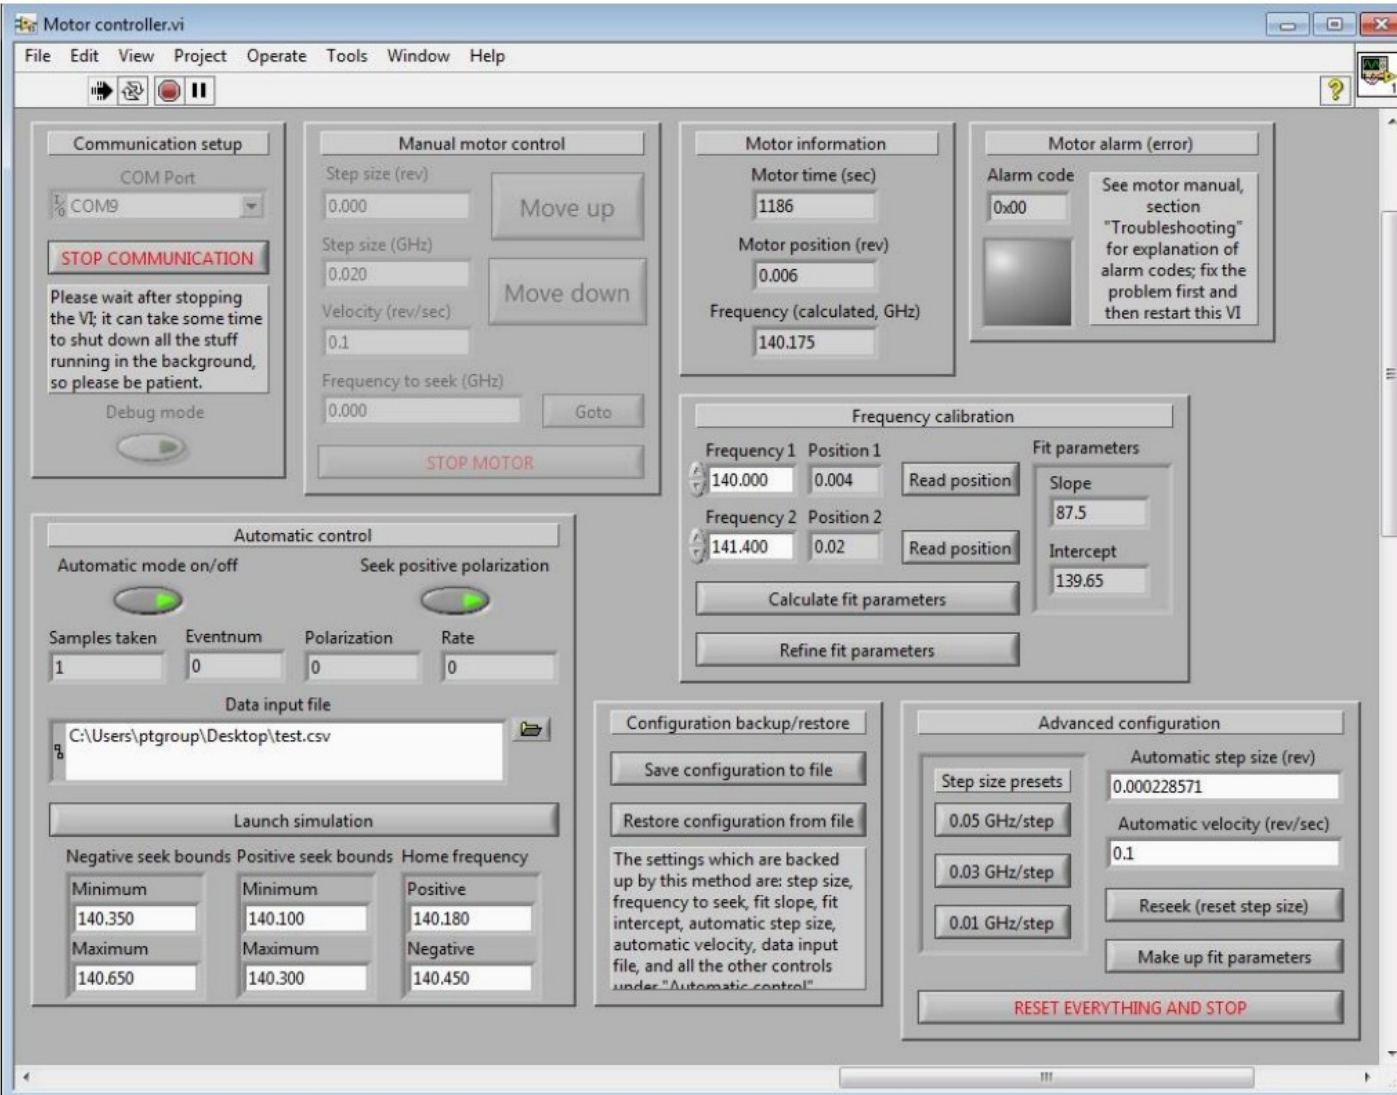 Motor controller.vi
File Edit View Project Operate Tools Window Help
Communication setup
COM Port
COM9
STOP COMMUNICATION
Please wait after stopping
the VI; it can take some time
to shut down all the stuff
running in the background,
so please be patient.
Debug mode
Manual motor control
Step size (rev)
0.000
Move up
Step size (GHz)
0.020
Move down
Velocity (rev/sec)
0.1
Frequency to seek (GHz)
0.000
Goto
STOP MOTOR
Motor information
Motor time (sec)
1186
Motor position (rev)
0.006
Frequency (calculated, GHz)
140.175
Motor alarm (error)
Alarm code
0x00
See motor manual,
section
"Troubleshooting"
for explanation of
alarm codes; fix the
problem first and
then restart this VI
Frequency calibration
Frequency 1 Position 1
140.000 0.004 Read position
Frequency 2 Position 2
141.400 0.02 Read position
Calculate fit parameters
Refine fit parameters
Fit parameters
Slope
87.5
Intercept
139.65
Automatic control
Automatic mode on/off Seek positive polarization
Samples taken Eventnum Polarization Rate
1 0 0 0
Data input file
C:\Users\ptgroup\Desktop\test.csv
Launch simulation
Negative seek bounds Positive seek bounds Home frequency
Minimum Minimum Positive
140.350 140.100 140.180
Maximum Maximum Negative
140.650 140.300 140.450
Configuration backup/restore
Save configuration to file
Restore configuration from file
The settings which are backed
up by this method are: step size,
frequency to seek, fit slope, fit
intercept, automatic step size,
automatic velocity, data input
file, and all the other controls
under "Automatic control"
Advanced configuration
Step size presets
0.05 GHz/step
0.03 GHz/step
0.01 GHz/step
Automatic step size (rev)
0.000228571
Automatic velocity (rev/sec)
0.1
Reseek (reset step size)
Make up fit parameters
RESET EVERYTHING AND STOP